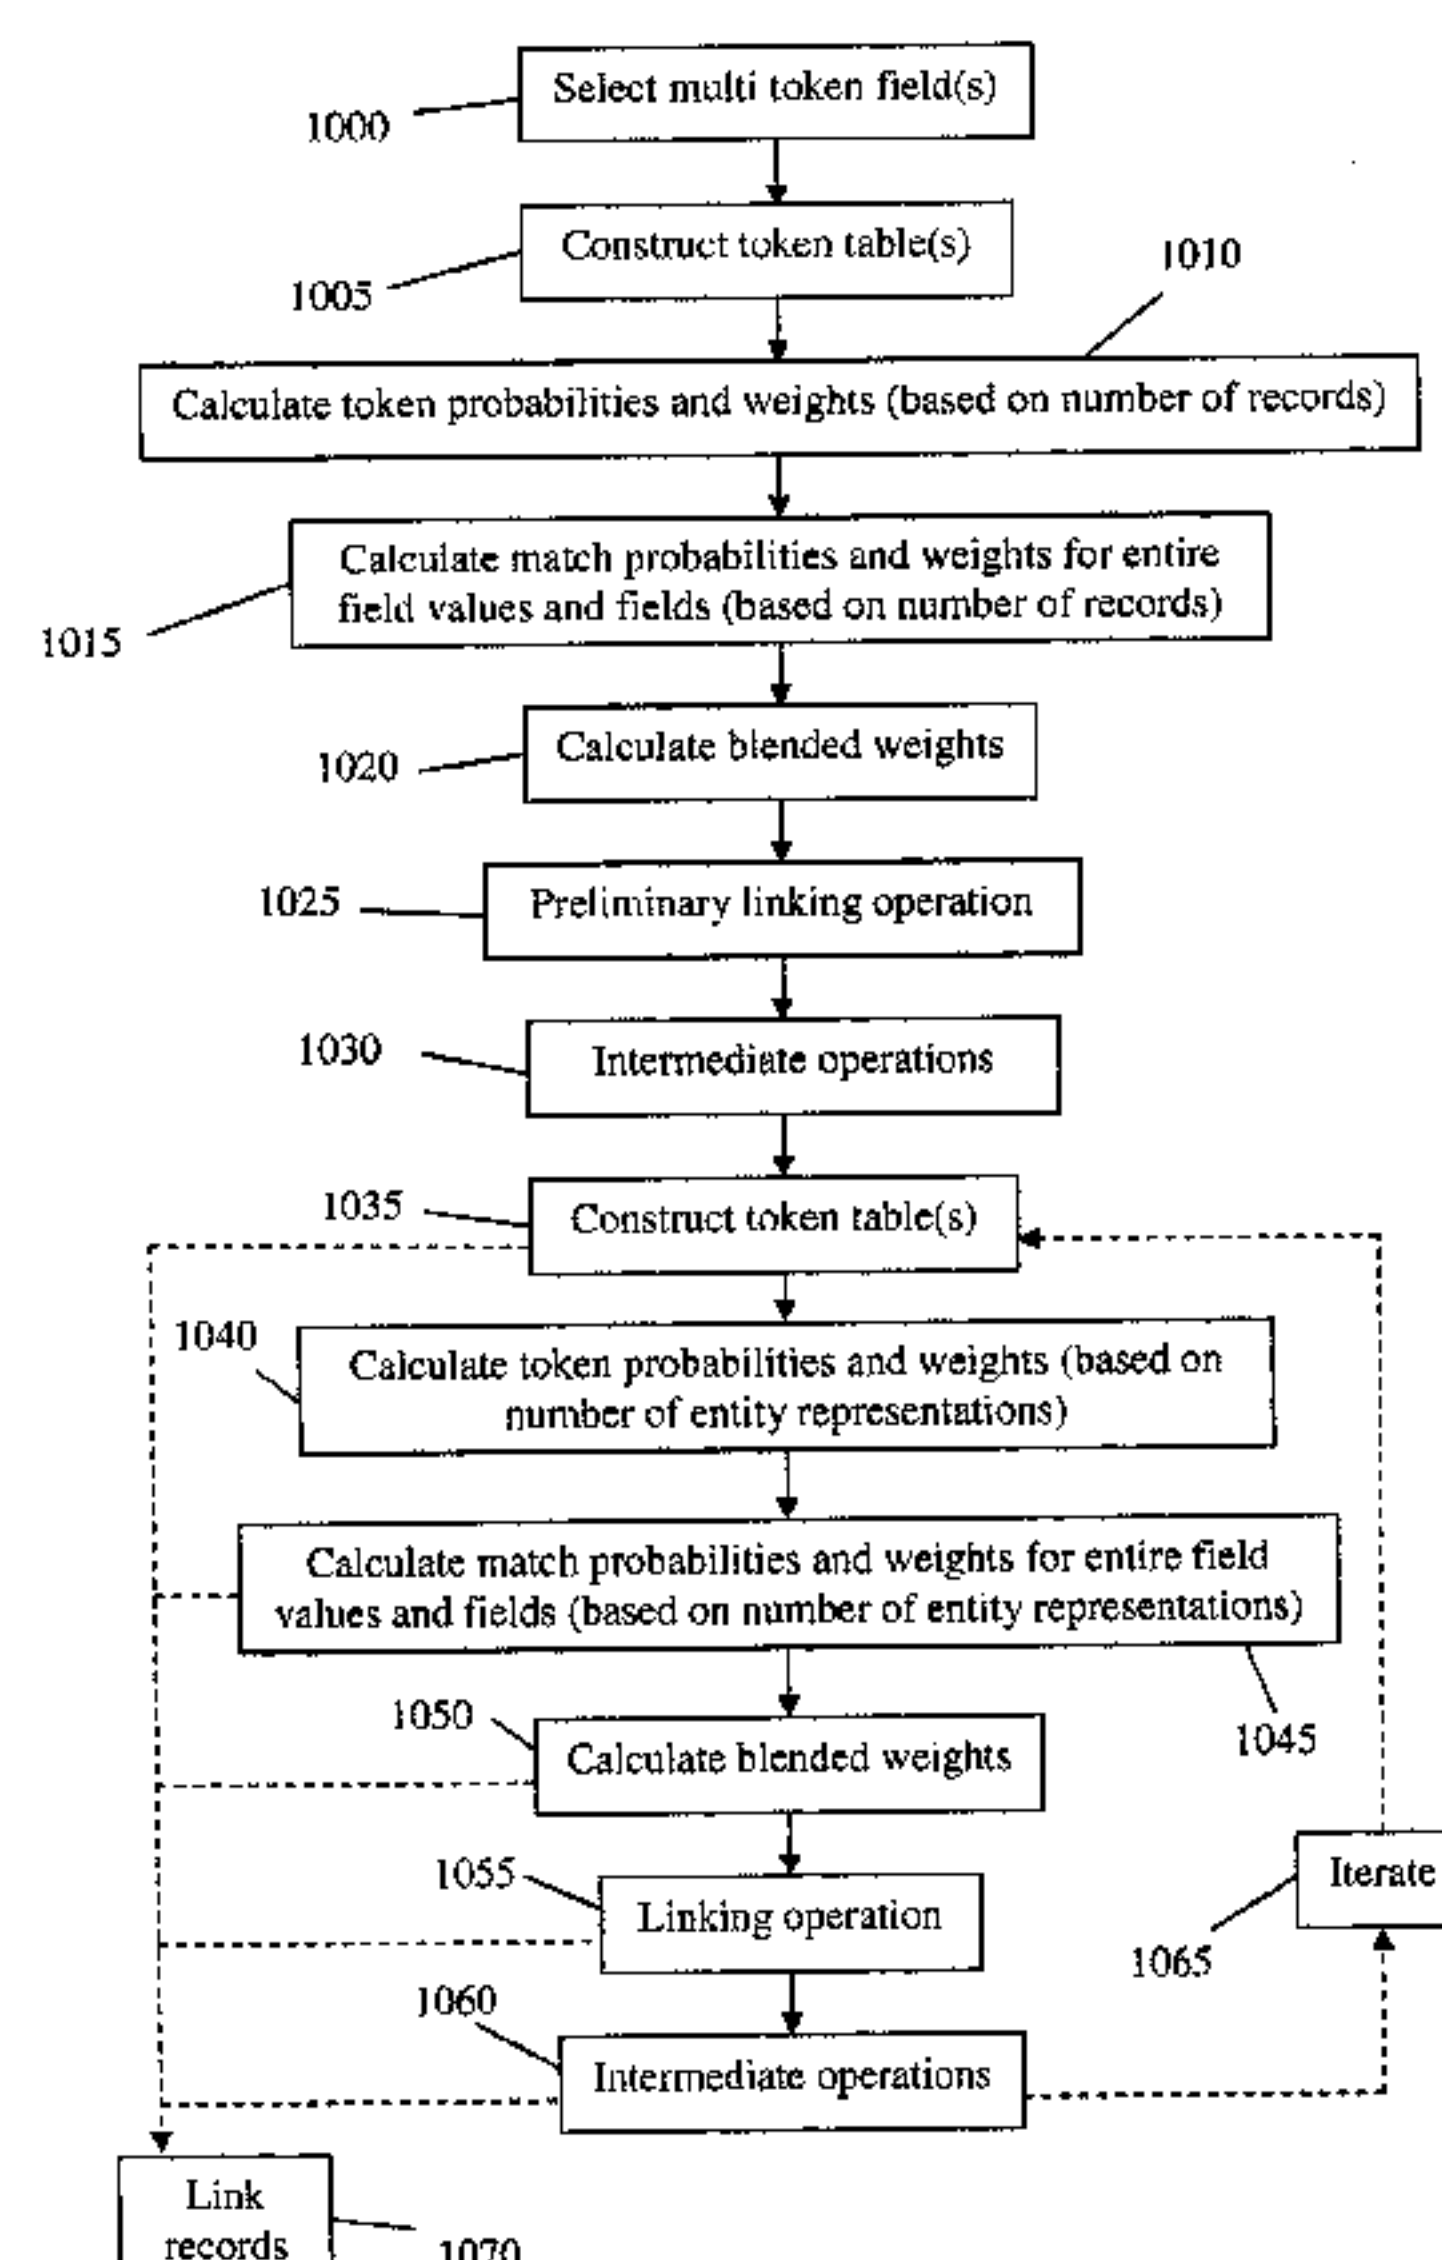 Select multi token field(s)
1000
Construct token table(s)
1005
1010
Calculate token probabilities and weights (based on number of records)
Calculate match probabilities and weights for entire
field values and fields (based on number of records)
1015
Calculate blended weights
1020
Preliminary linking operation
1025
Intermediate operations
1030
Construct token table(s)
1035
1040
Calculate token probabilities and weights (based on
number of entity representations)
Calculate match probabilities and weights for entire field
values and fields (based on number of entity representations)
1045
1050
Calculate blended weights
1055
Linking operation
Iterate
1065
1060
Intermediate operations
Link
records
1070